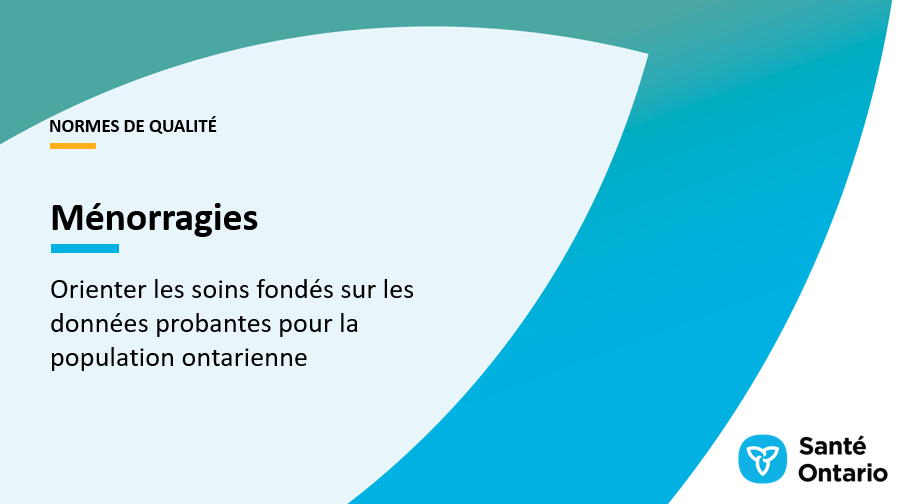 NORMES DE QUALITÉ
Ménorragies
Orienter les soins fondés sur les
données probantes pour la
population ontarienne
Santé
Ontario